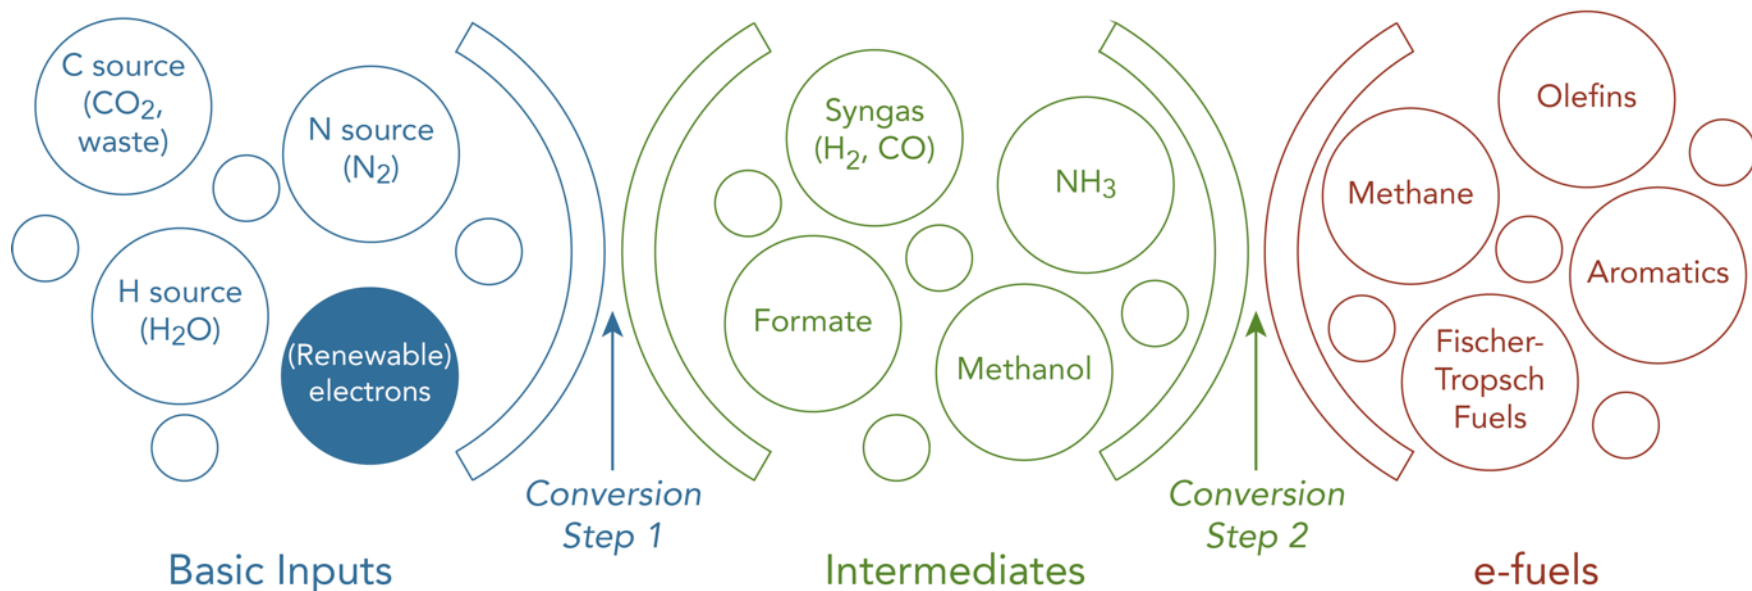 C source
(CO₂,
waste)
N source
(N₂)
H source
(H₂O)
(Renewable)
electrons
Conversion
Step 1
Basic Inputs
Syngas
(H₂, CO)
NH₃
Formate
Methanol
Conversion
Step 2
Intermediates
Olefins
Methane
Aromatics
Fischer-
Tropsch
Fuels
e-fuels